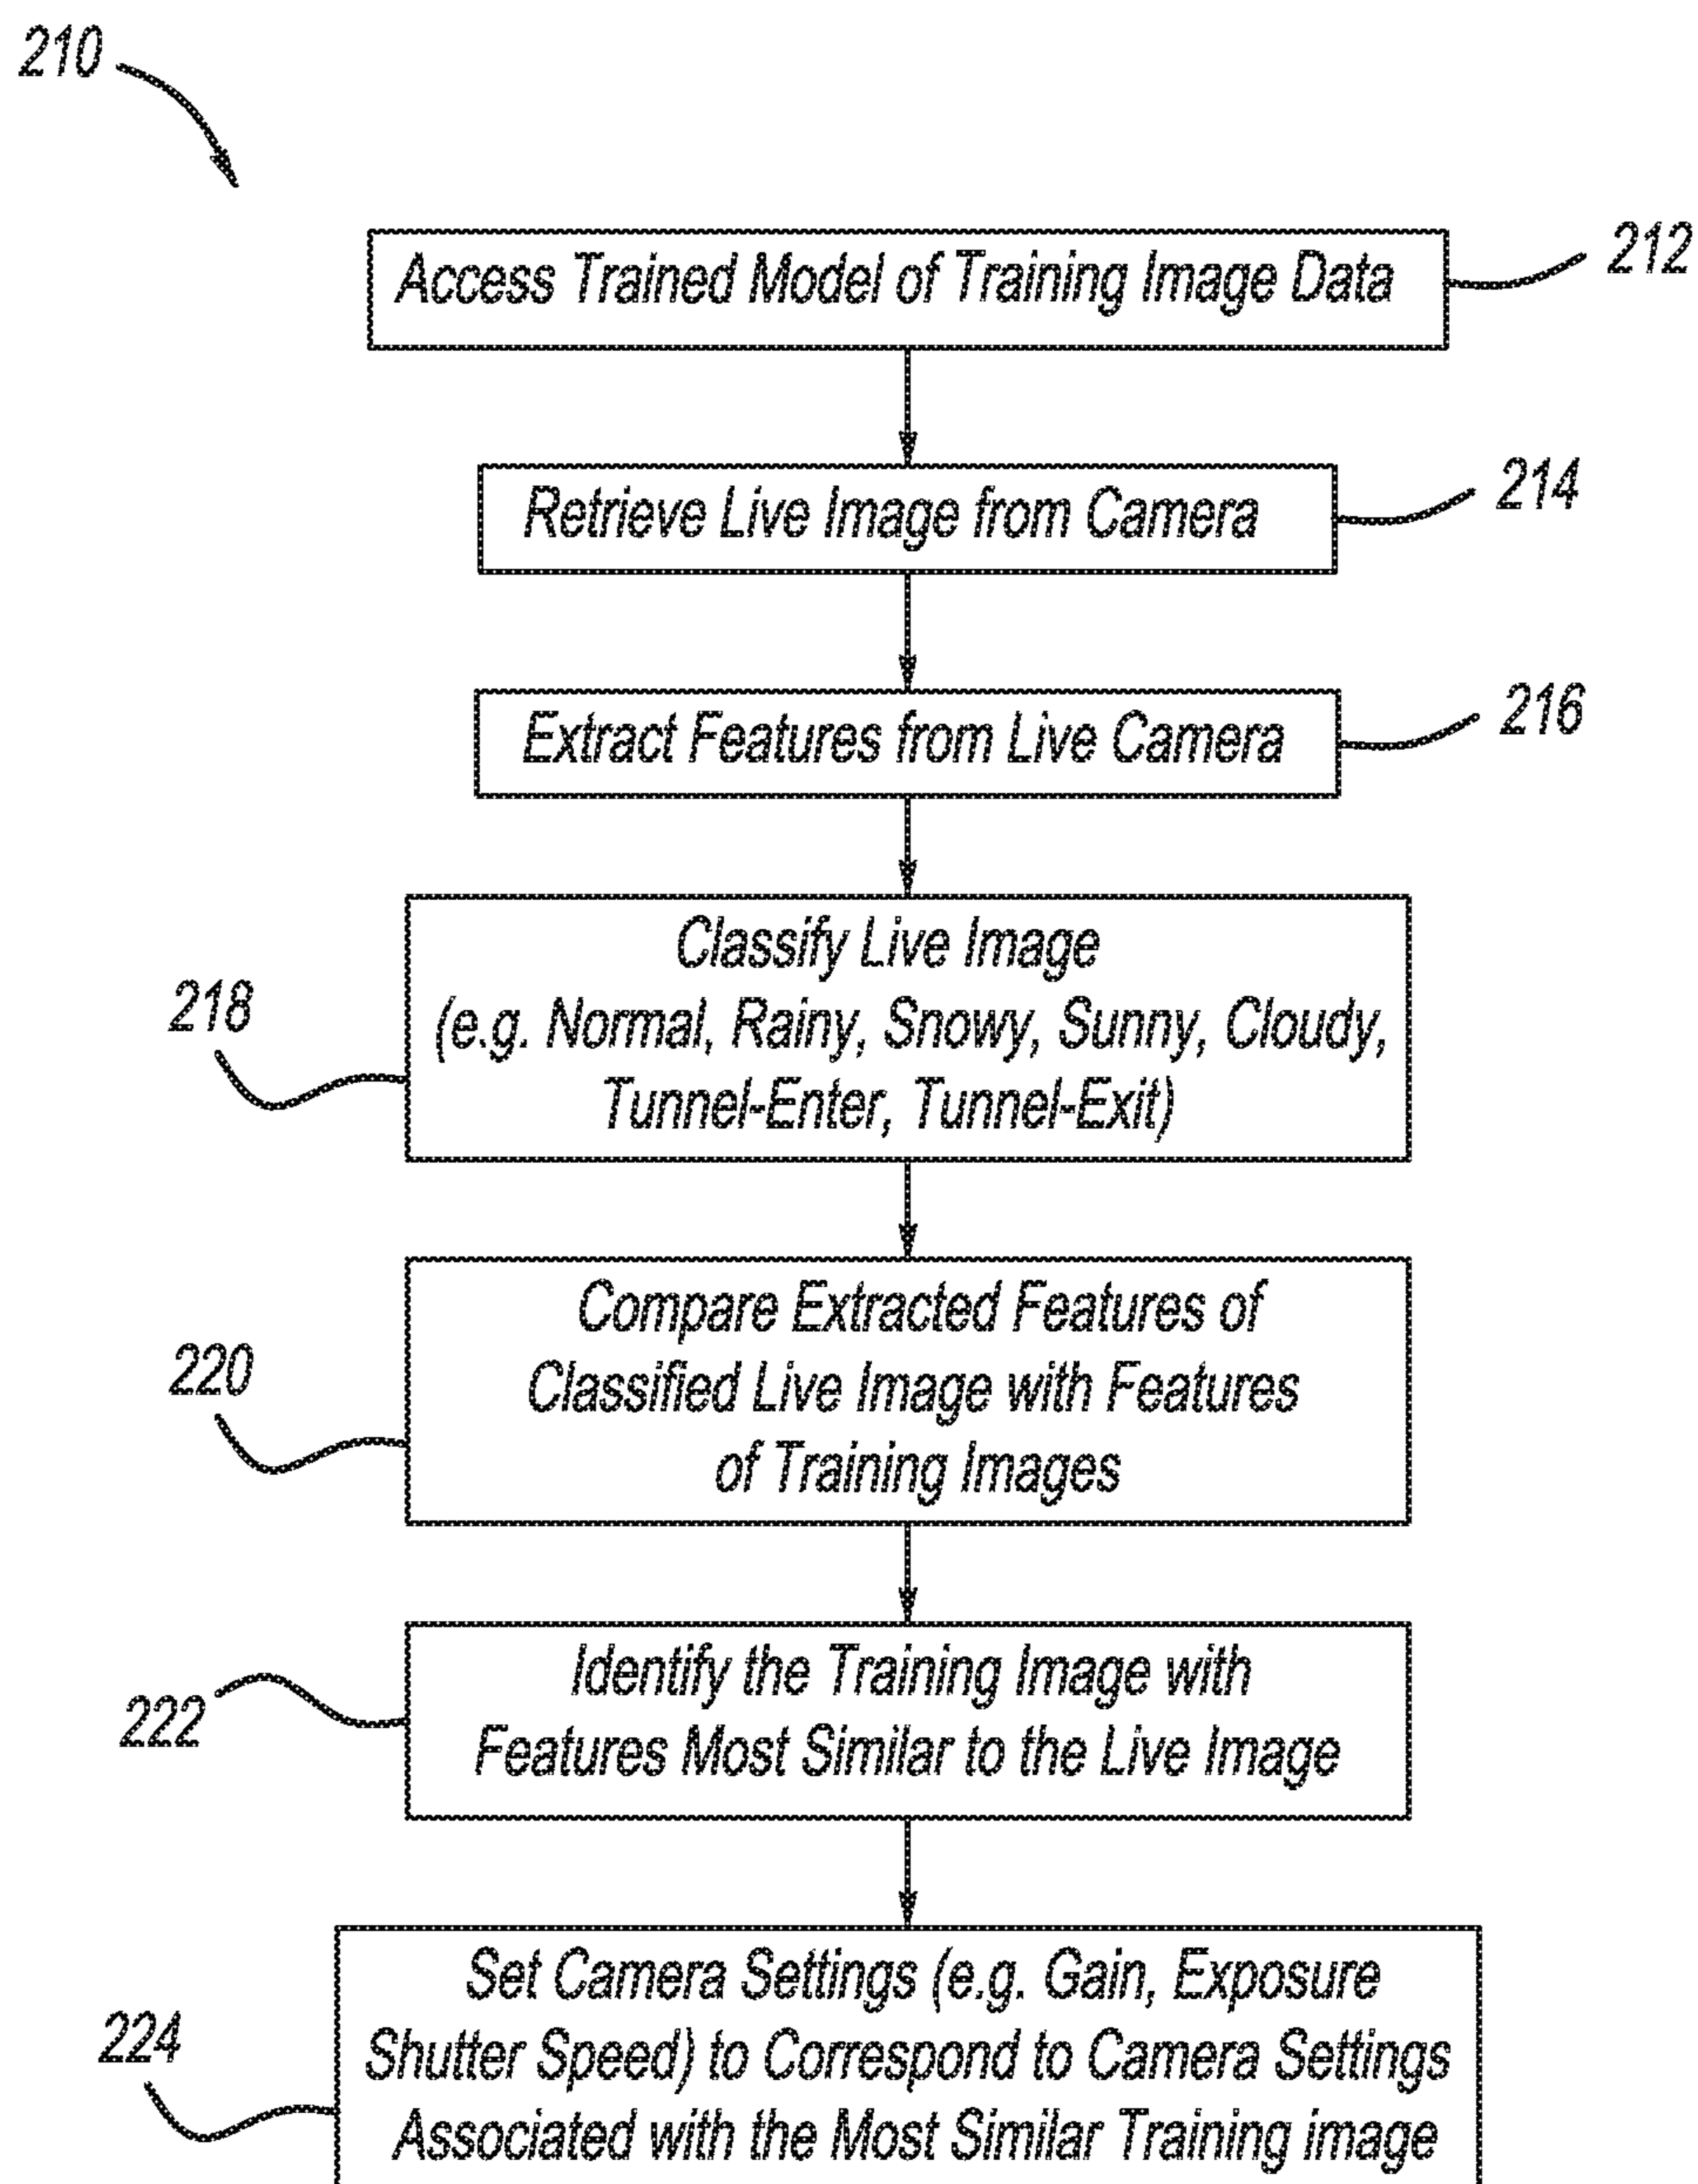 210
Access Trained Model of Training Image Data
212
Retrieve Live Image from Camera
214
Extract Features from Live Camera
216
Classify Live Image
(e.g. Normal, Rainy, Snowy, Sunny, Cloudy,
Tunnel-Enter, Tunnel-Exit)
218
Compare Extracted Features of
Classified Live Image with Features
of Training Images
220
Identify the Training Image with
Features Most Similar to the Live Image
222
Set Camera Settings (e.g. Gain, Exposure
Shutter Speed) to Correspond to Camera Settings
Associated with the Most Similar Training image
224